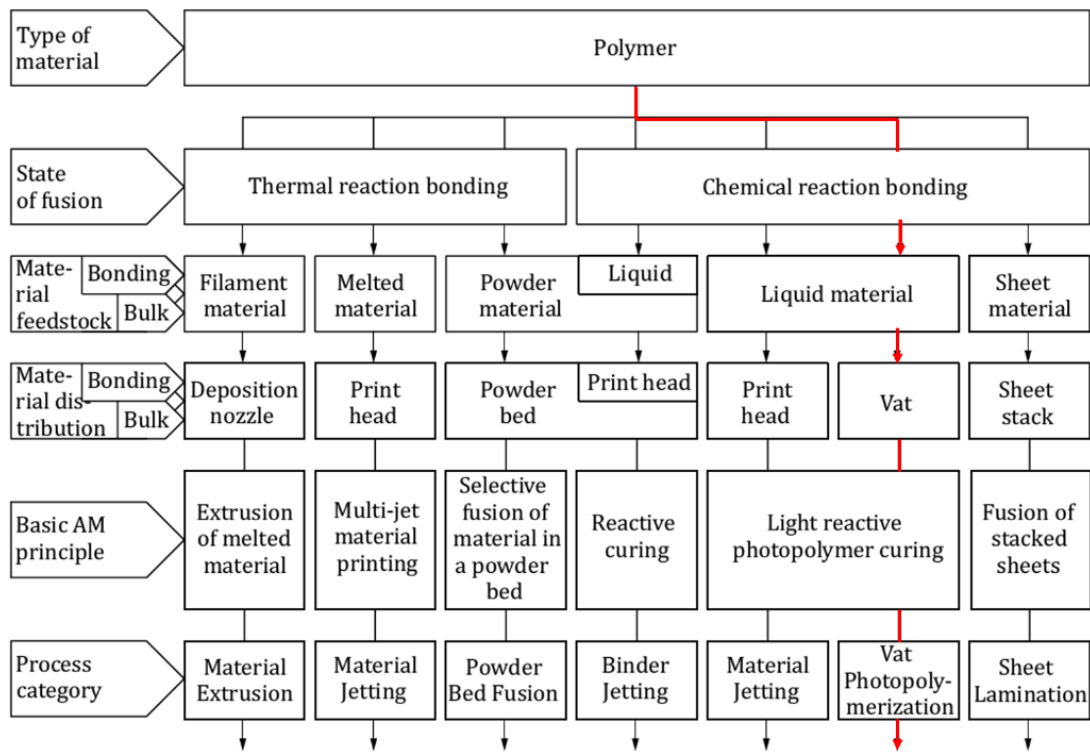 Type of
material
Polymer
State
of fusion
Thermal reaction bonding
Chemical reaction bonding
Mate-
rial
feedstock
Bonding
Bulk
Filament
material
Melted
material
Powder
material
Liquid
Liquid material
Sheet
material
Mate-
rial dis-
tribution
Bonding
Bulk
Deposition
nozzle
Print
head
Powder
bed
Print head
Print
head
Vat
Sheet
stack
Basic AM
principle
Extrusion
of melted
material
Multi-jet
material
printing
Selective
fusion of
material in
a powder
bed
Reactive
curing
Light reactive
photopolymer curing
Fusion of
stacked
sheets
Process
category
Material
Extrusion
Material
Jetting
Powder
Bed Fusion
Binder
Jetting
Material
Jetting
Vat
Photopoly-
merization
Sheet
Lamination